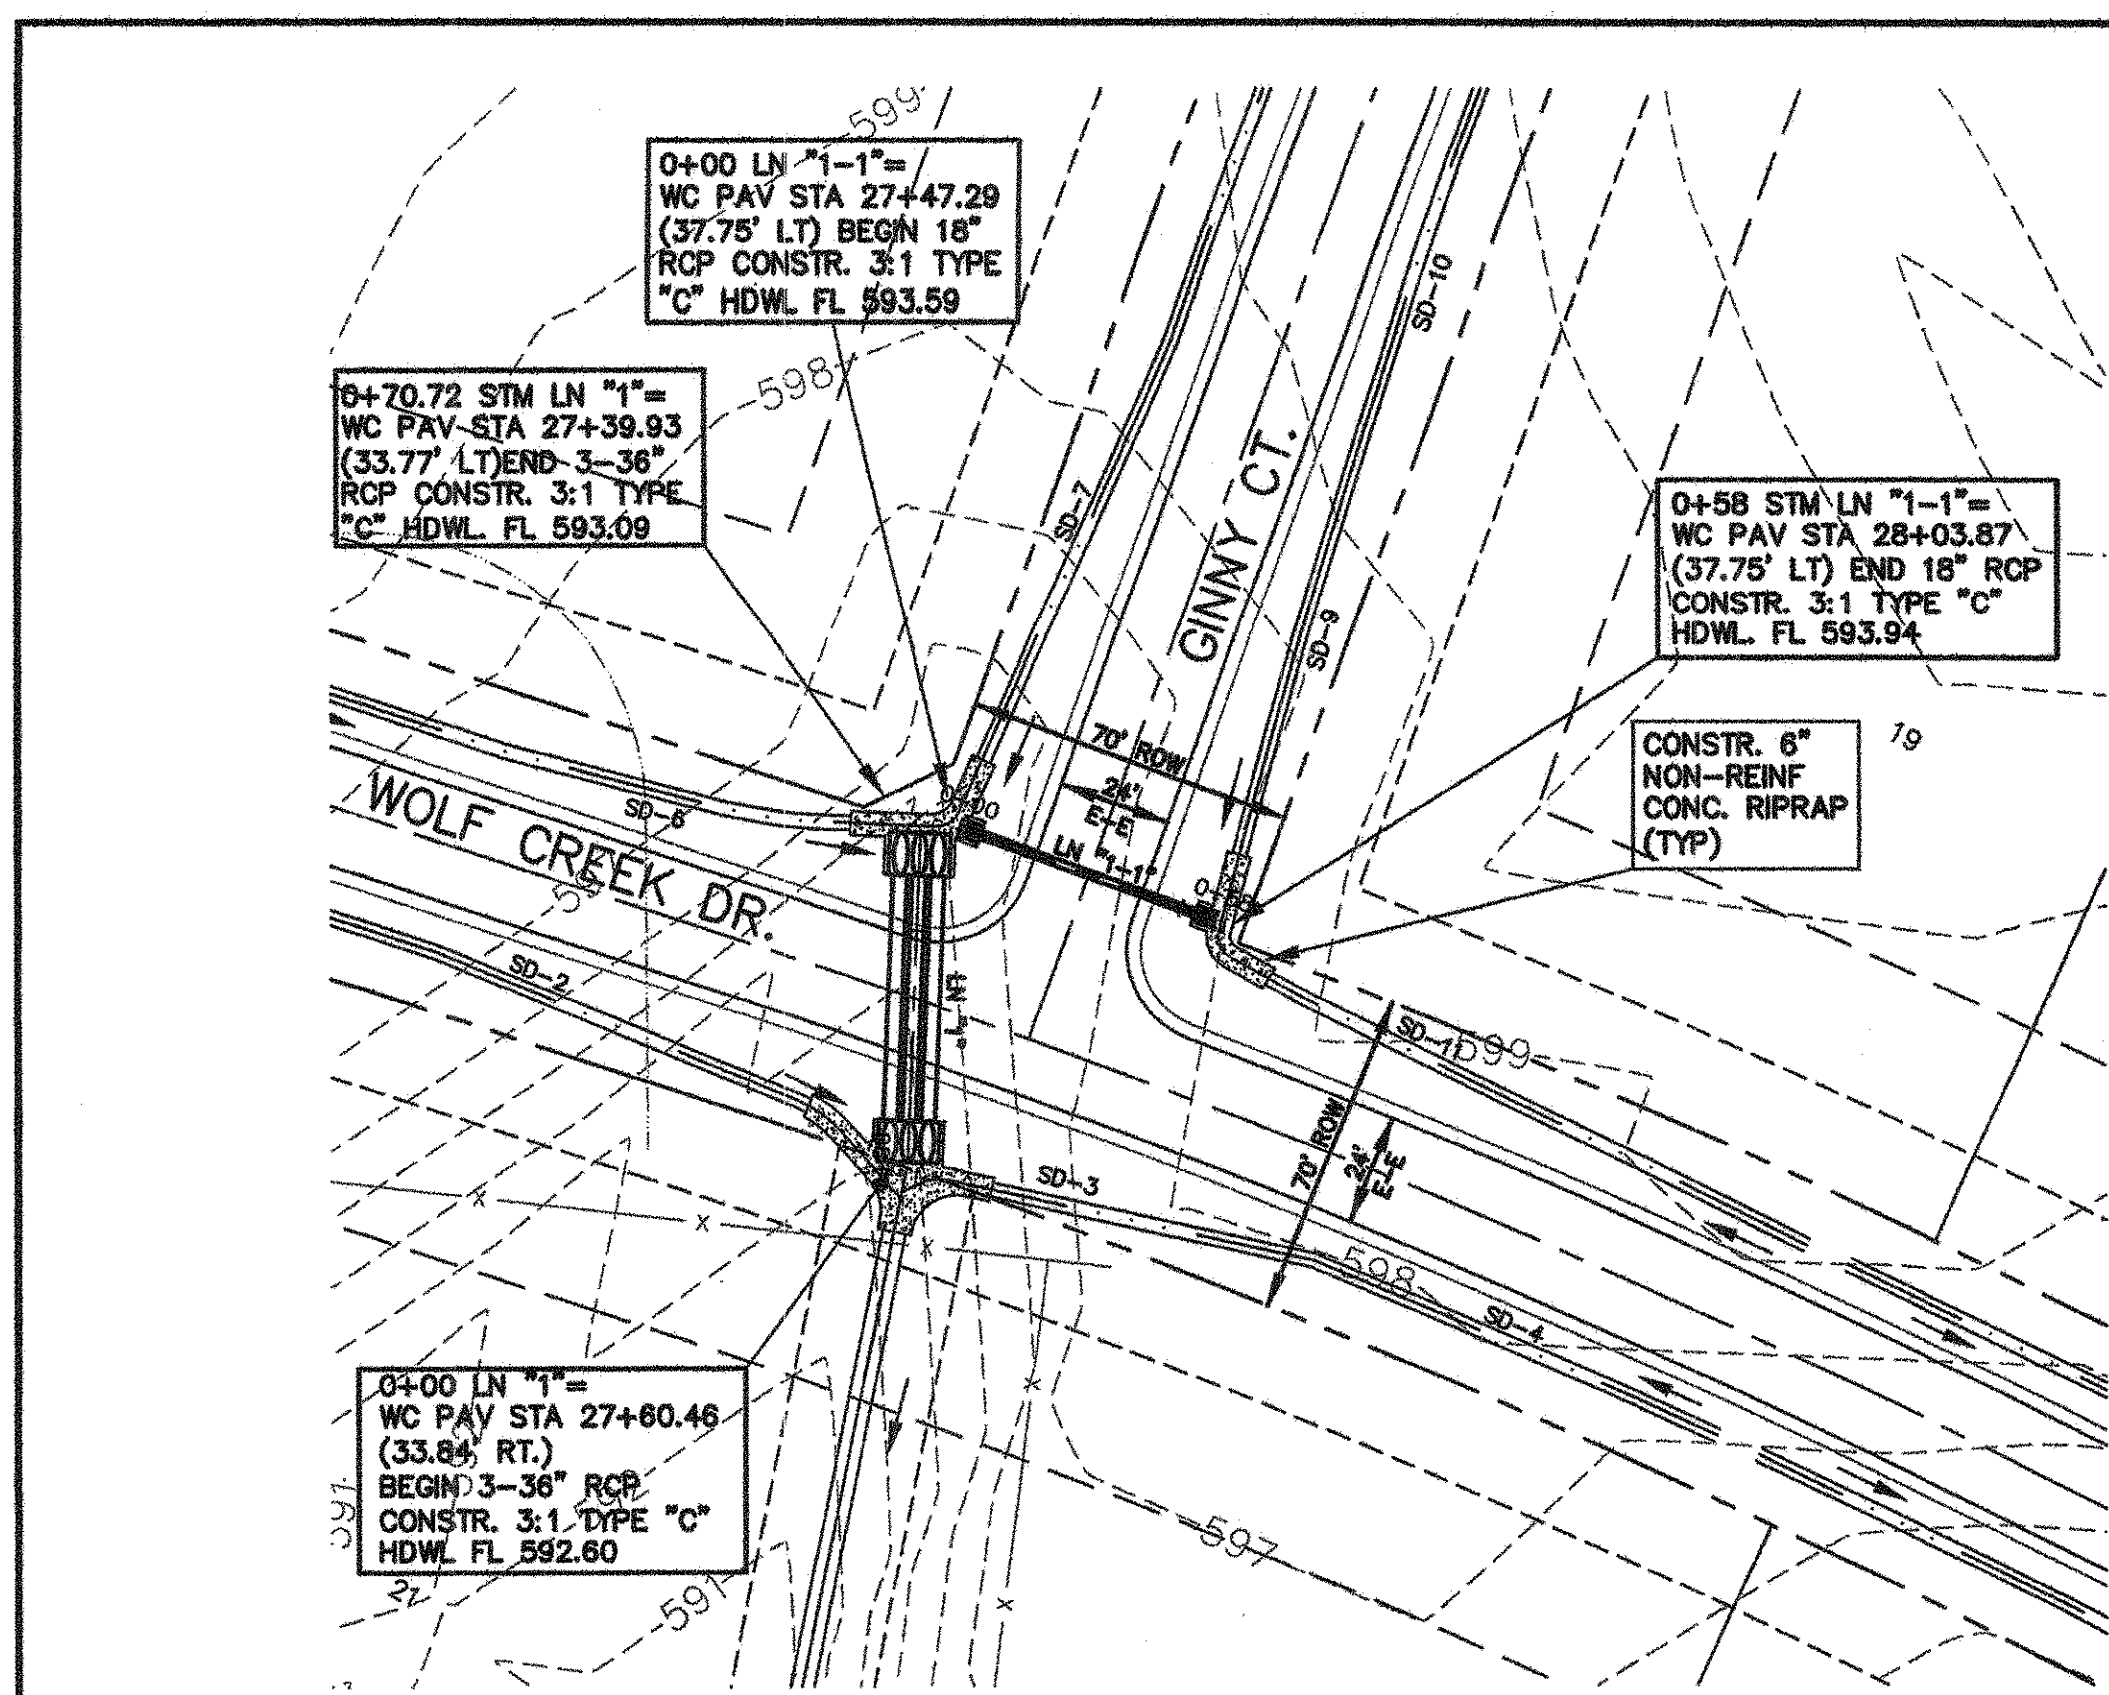 599
0+00 LN "1-1"=
WC PAV STA 27+47.29
(37.75' LT) BEGIN 18"
RCP CONSTR. 3:1 TYPE
"C" HDWL FL 593.59
598
0+70.72 STM LN "1"=
WC PAV STA 27+39.93
(33.77' LT)END 3-36"
RCP CONSTR. 3:1 TYPE
"C" HDWL. FL 593.09
SD-7
SD-10
GINNY CT.
SD-9
0+58 STM LN "1-1"=
WC PAV STA 28+03.87
(37.75' LT) END 18" RCP
CONSTR. 3:1 TYPE "C"
HDWL. FL 593.94
CONSTR. 6"
NON-REINF
CONC. RIPRAP
(TYP)
19
70' ROW
24'
E-E
LN "1-1"
WOLF CREEK DR.
SD-6
SD-2
LN "1"
SD-11
599
70' ROW
24'
E-E
SD-3
598
SD-4
0+00 LN "1"=
WC PAV STA 27+60.46
(33.84' RT.)
BEGIN 3-36" RCP
CONSTR. 3:1 TYPE "C"
HDWL FL 592.60
591
592
591
597
X
X
X
X
X